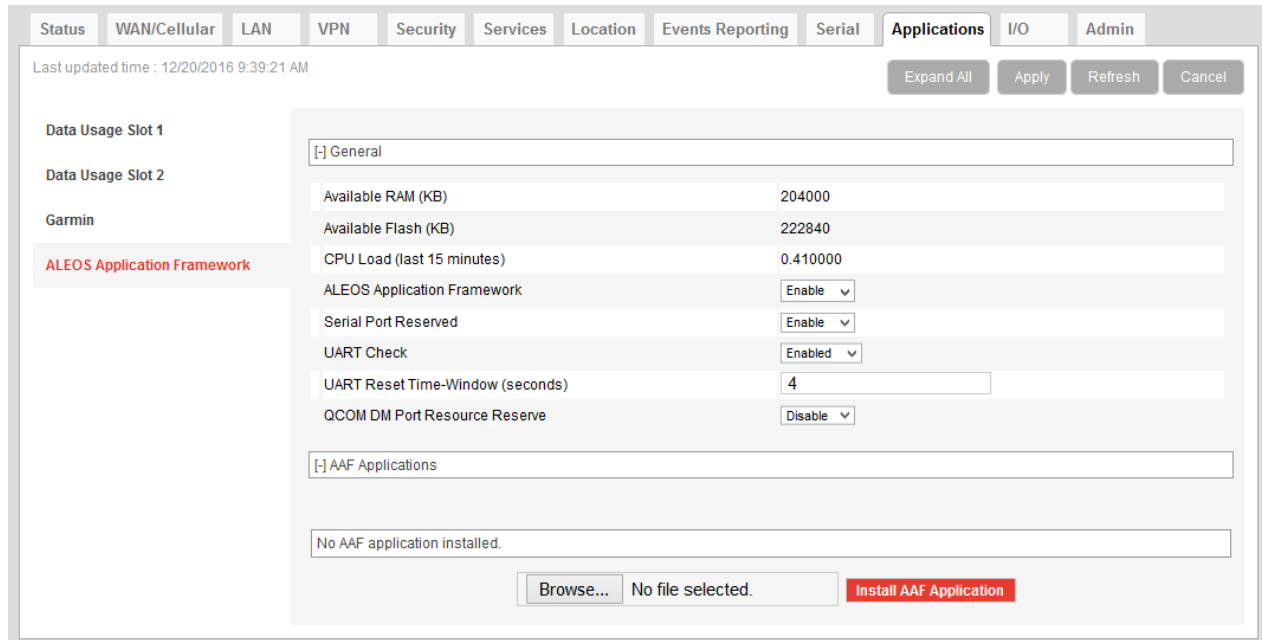 Status WAN/Cellular LAN VPN Security Services Location Events Reporting Serial Applications I/O Admin
Last updated time : 12/20/2016 9:39:21 AM
Expand All Apply Refresh Cancel
Data Usage Slot 1
Data Usage Slot 2
Garmin
ALEOS Application Framework
[-] General
Available RAM (KB) 204000
Available Flash (KB) 222840
CPU Load (last 15 minutes) 0.410000
ALEOS Application Framework Enable
Serial Port Reserved Enable
UART Check Enabled
UART Reset Time-Window (seconds) 4
QCOM DM Port Resource Reserve Disable
[-] AAF Applications
No AAF application installed.
Browse... No file selected. Install AAF Application